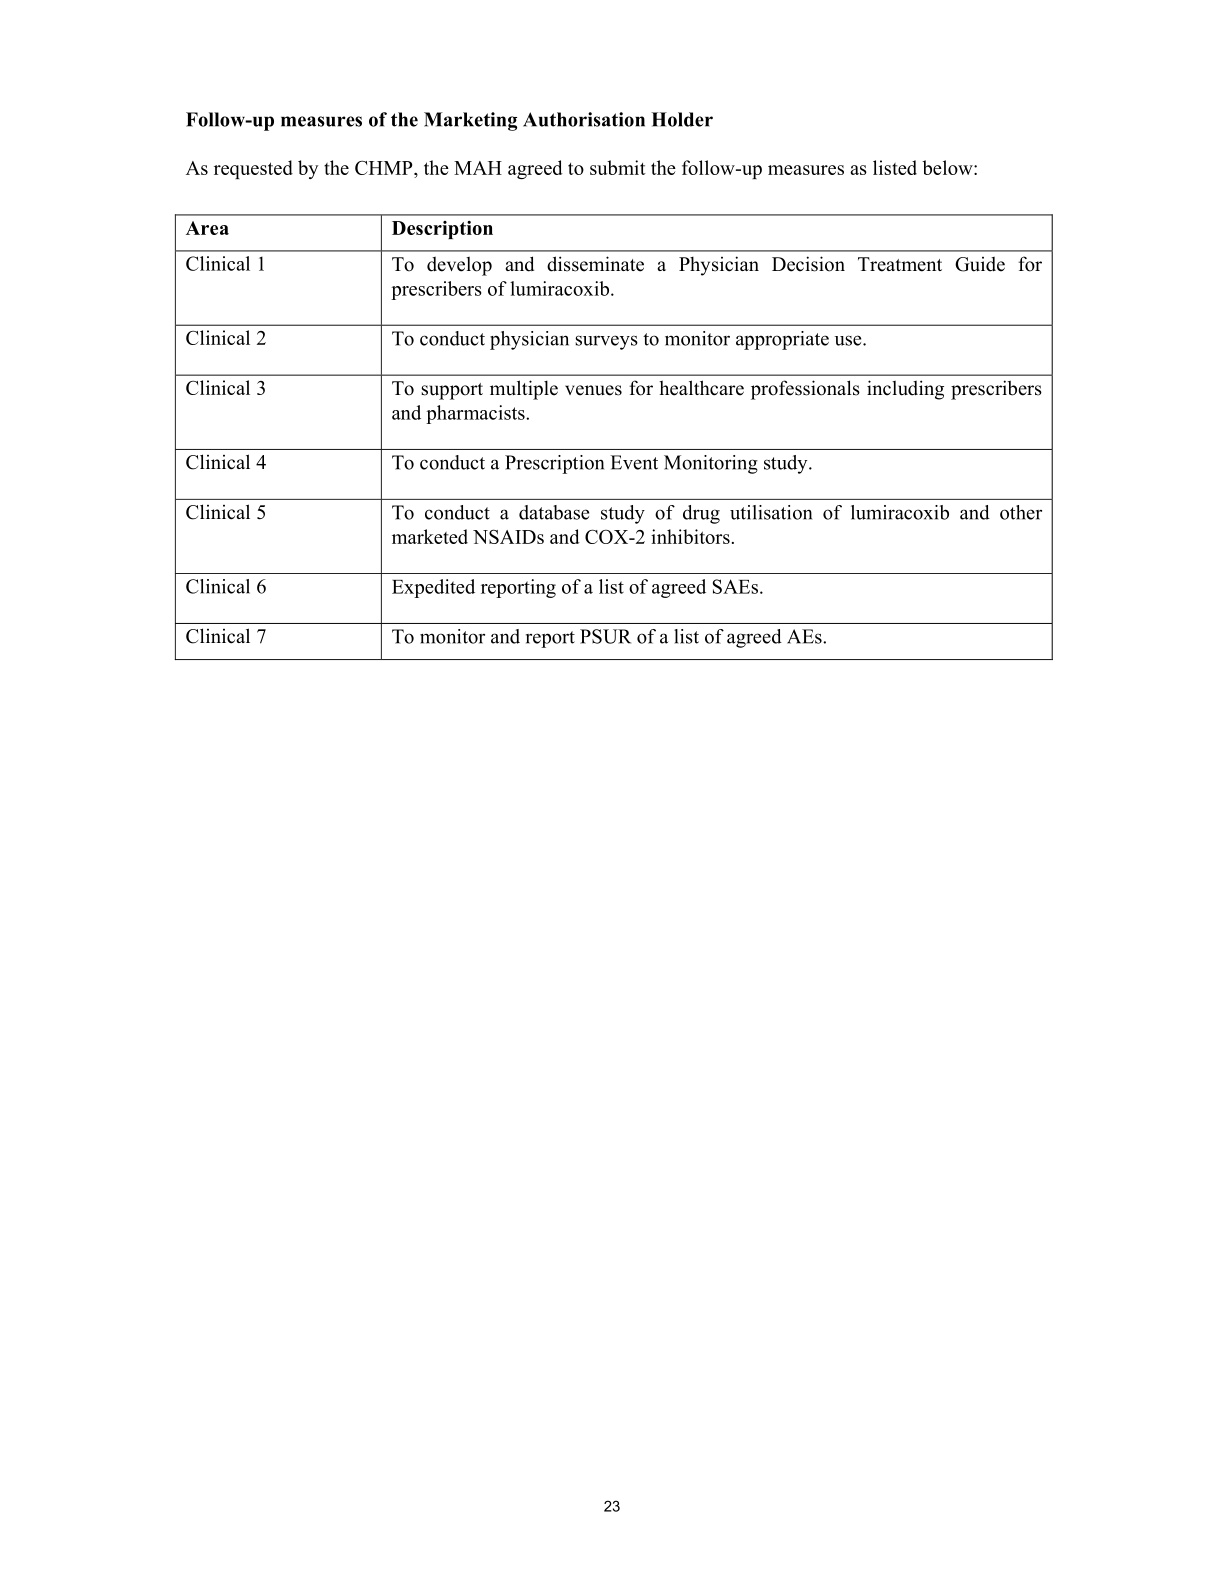 Follow-up measures of the Marketing Authorisation Holder
As requested by the CHMP, the MAH agreed to submit the follow-up measures as listed below:
Area Description
Clinical 1 To develop and disseminate a Physician Decision Treatment Guide for
prescribers of lumiracoxib.
Clinical 2 To conduct physician surveys to monitor appropriate use.
Clinical 3 To support multiple venues for healthcare professionals including prescribers
and pharmacists.
Clinical 4 To conduct a Prescription Event Monitoring study.
Clinical 5 To conduct a database study of drug utilisation of lumiracoxib and other
marketed NSAIDs and COX-2 inhibitors.
Clinical 6 Expedited reporting of a list of agreed SAEs.
Clinical 7 To monitor and report PSUR of a list of agreed AEs.
23